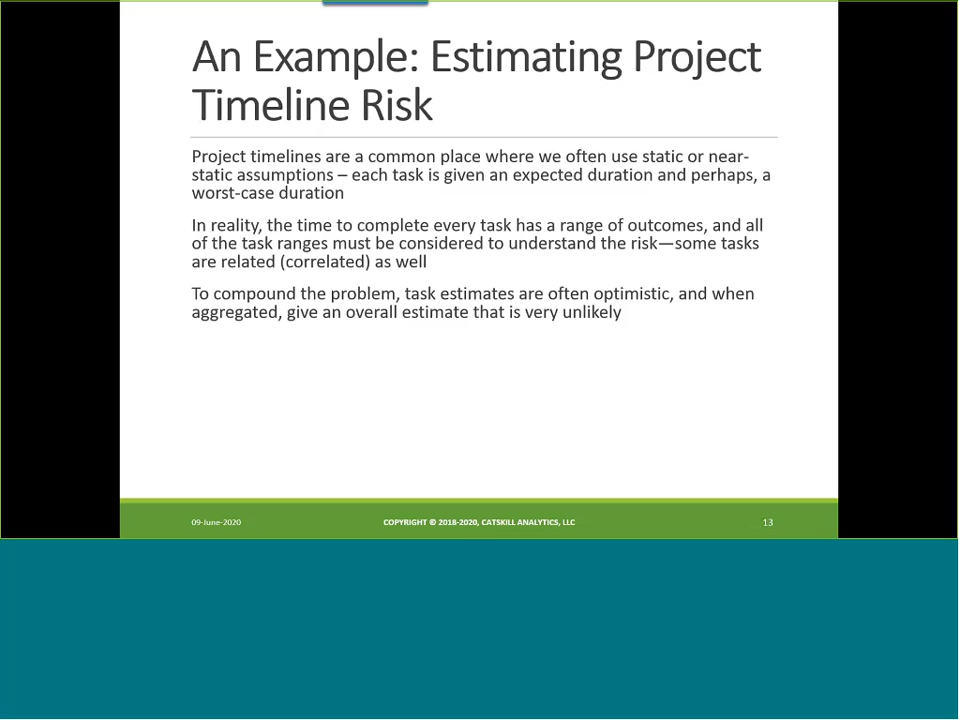 An Example: Estimating Project
Timeline Risk
Project timelines are a common place where we often use static or near-
static assumptions – each task is given an expected duration and perhaps, a
worst-case duration
In reality, the time to complete every task has a range of outcomes, and all
of the task ranges must be considered to understand the risk—some tasks
are related (correlated) as well
To compound the problem, task estimates are often optimistic, and when
aggregated, give an overall estimate that is very unlikely
09-June-2020
COPYRIGHT © 2018-2020, CATSKILL ANALYTICS, LLC
13